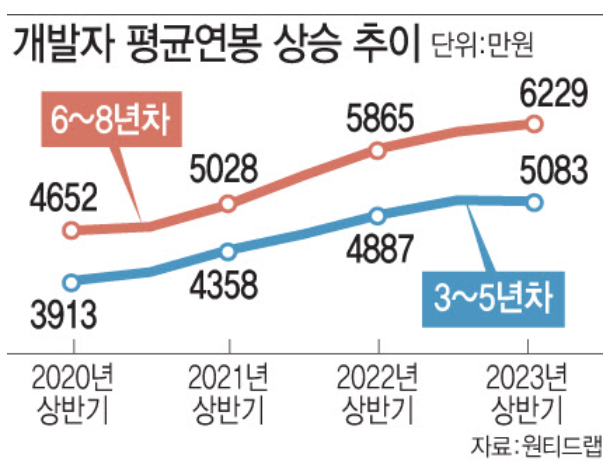 개발자 평균연봉 상승 추이 단위:만원
6~8년차
4652
5028
5865
6229
3913
4358
4887
5083
3~5년차
2020년 상반기
2021년 상반기
2022년 상반기
2023년 상반기
자료:원티드랩